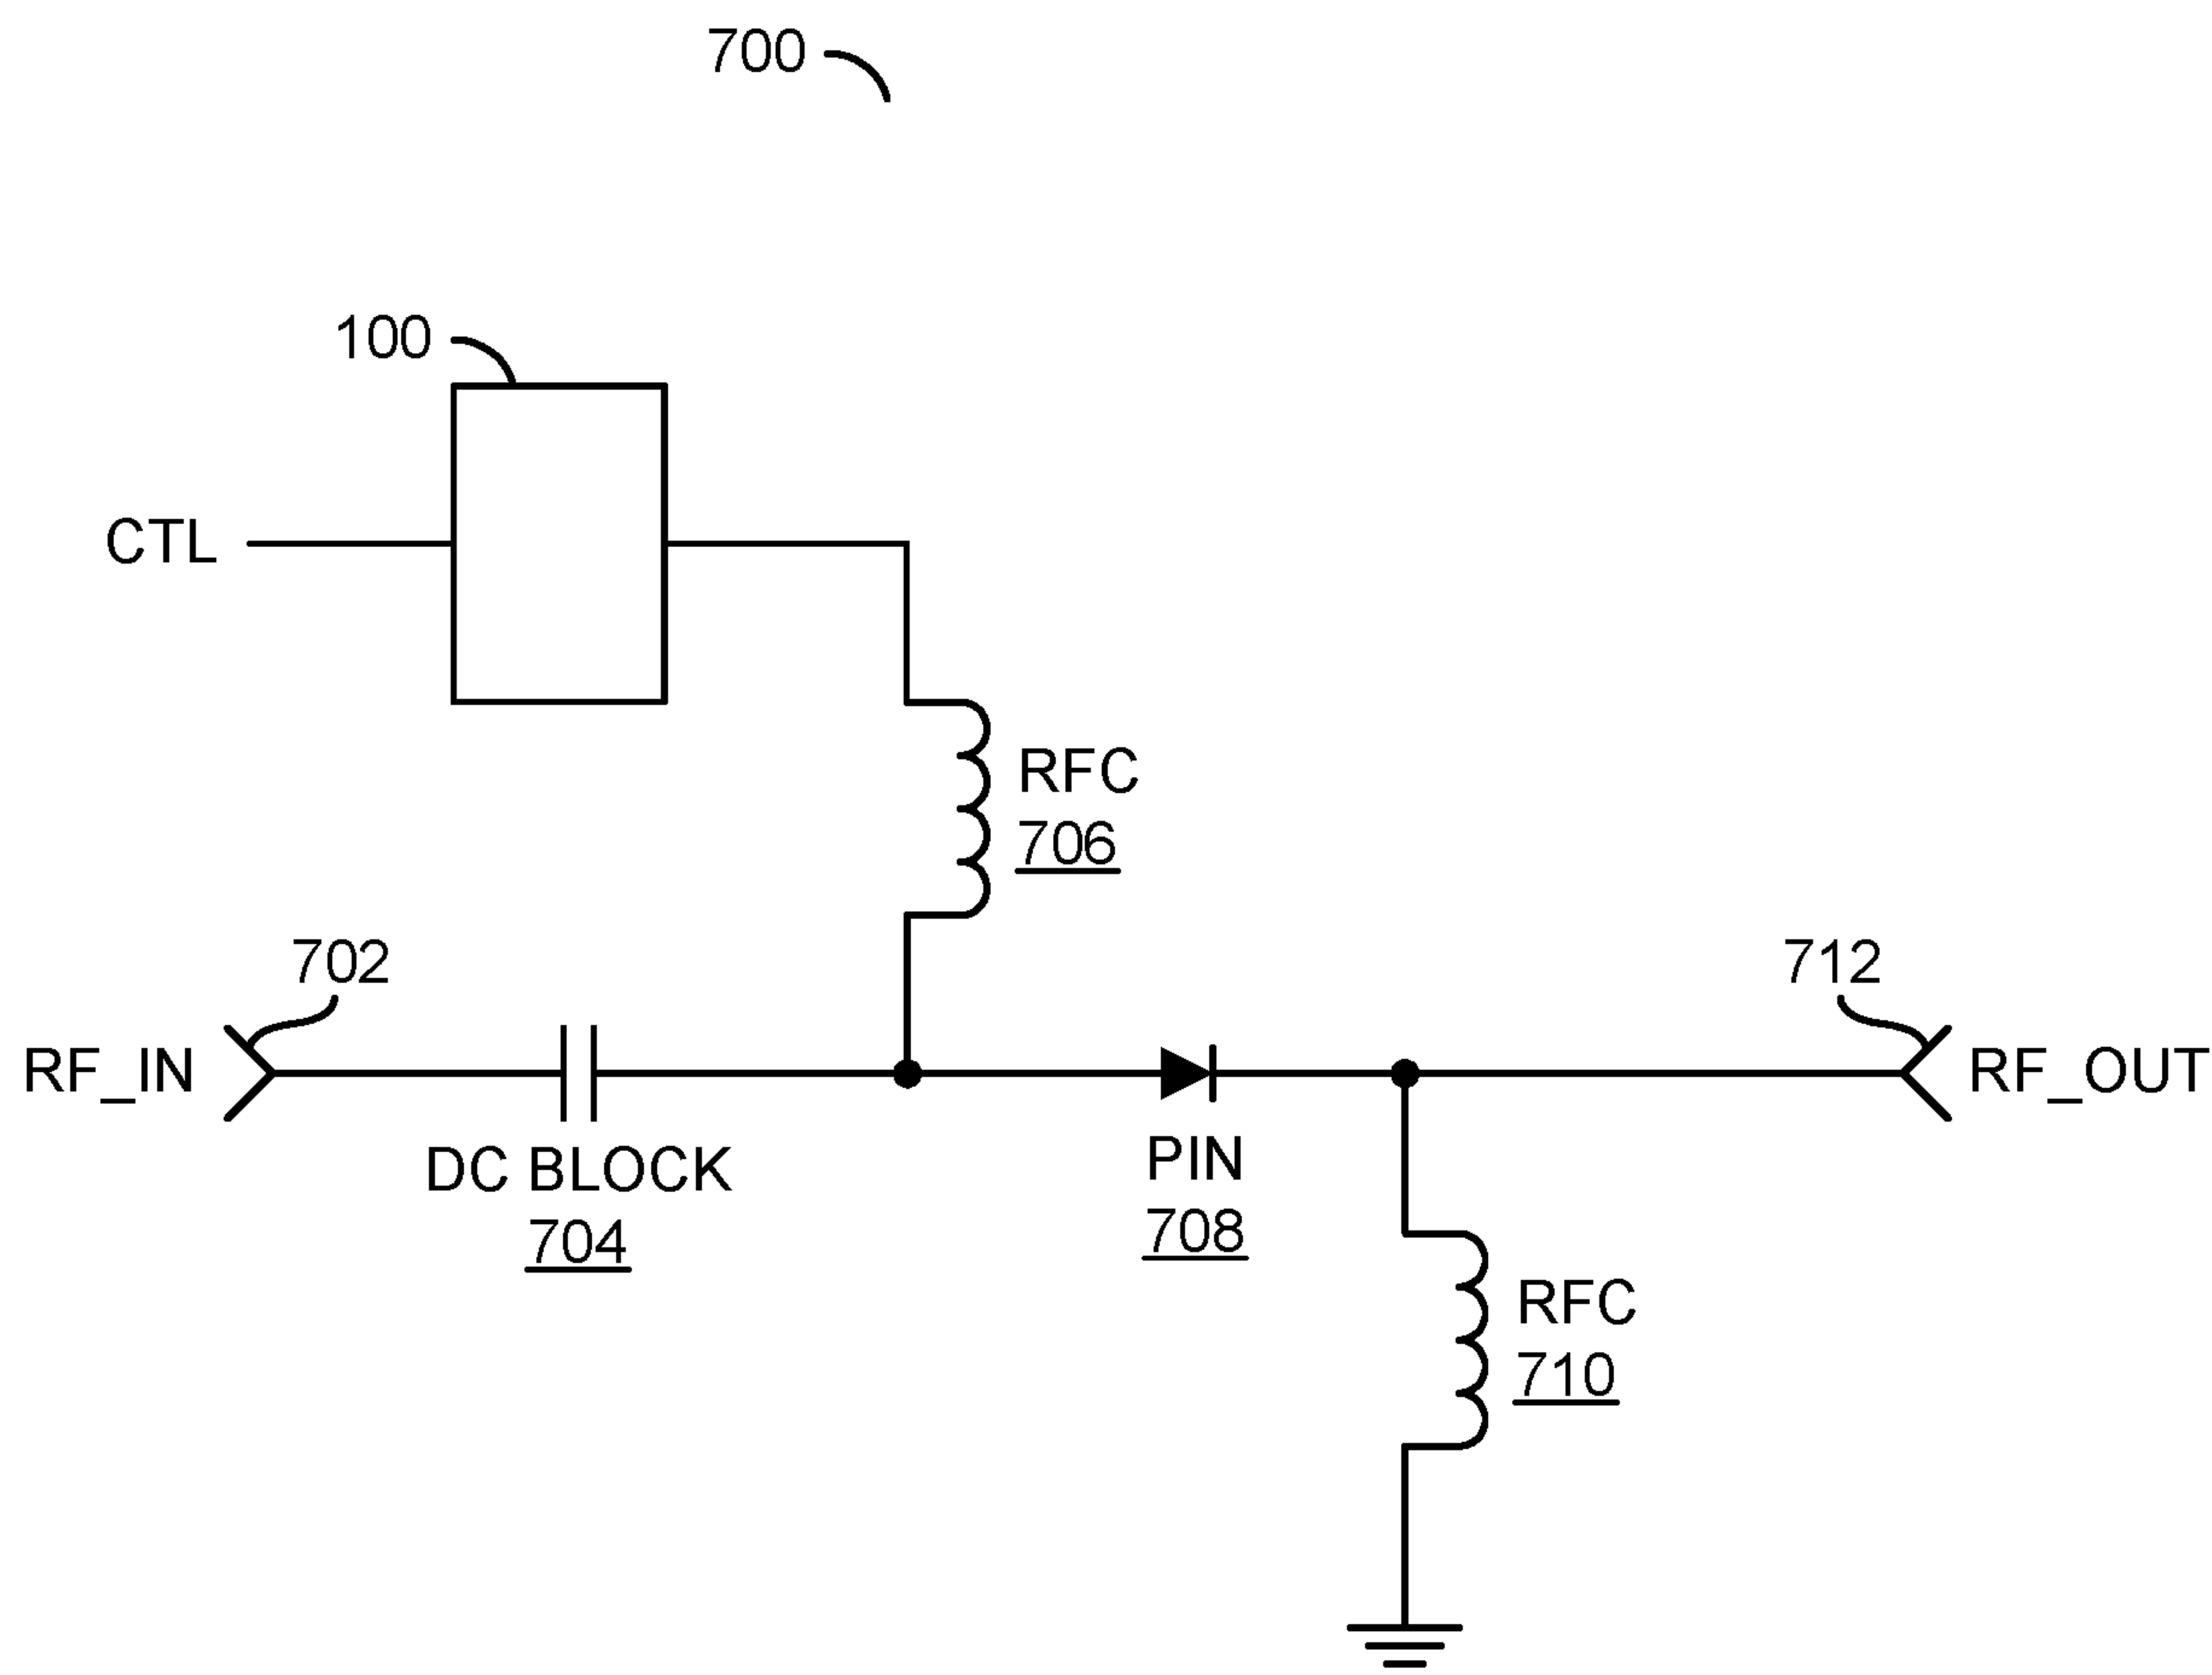 700
100
CTL
RFC
706
702
712
RF_IN
RF_OUT
DC BLOCK
704
PIN
708
RFC
710